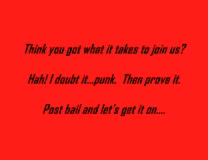 Think you got what it takes to join us?
Hah! I doubt it...punk. Then prove it.
Post bail and let's get it on....